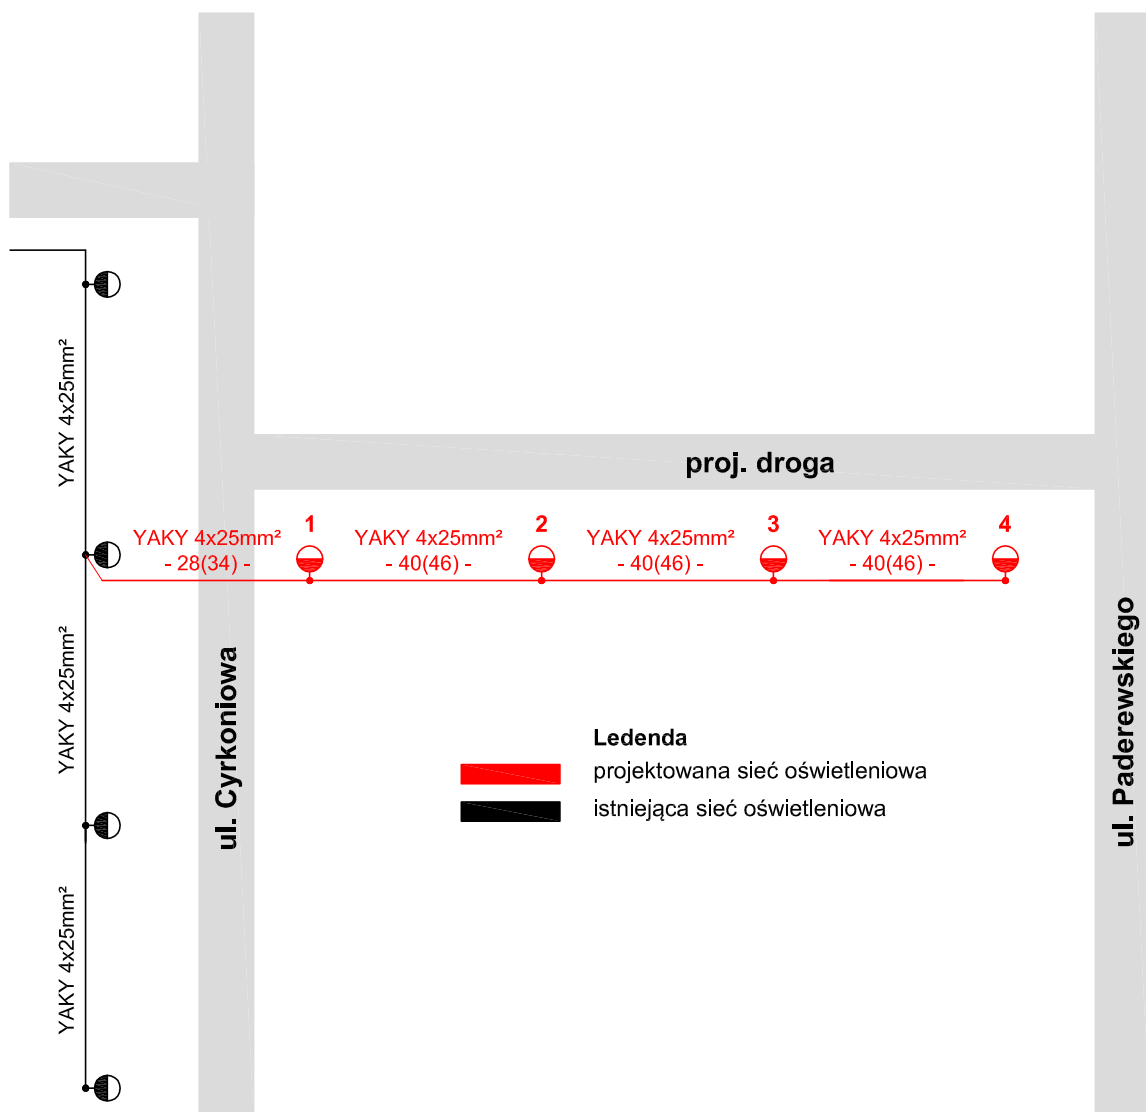 YAKY 4x25mm²
proj. droga
1
2
3
4
YAKY 4x25mm²
- 28(34) -
YAKY 4x25mm²
- 40(46) -
YAKY 4x25mm²
- 40(46) -
YAKY 4x25mm²
- 40(46) -
YAKY 4x25mm²
ul. Cyrkoniowa
ul. Paderewskiego
Ledenda
projektowana sieć oświetleniowa
istniejąca sieć oświetleniowa
YAKY 4x25mm²